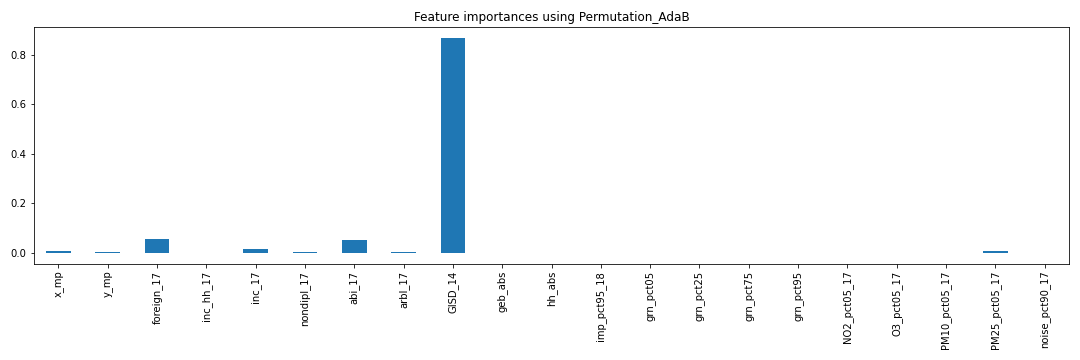 Feature importances using Permutation_AdaB
0.8
0.6
0.4
0.2
0.0
x_mp
y_mp
foreign_17
inc_hh_17
inc_17
nondipl_17
abi_17
arbl_17
GISD_14
geb_abs
hh_abs
imp_pct95_18
grn_pct05
grn_pct25
grn_pct75
grn_pct95
NO2_pct05_17
O3_pct05_17
PM10_pct05_17
PM25_pct05_17
noise_pct90_17